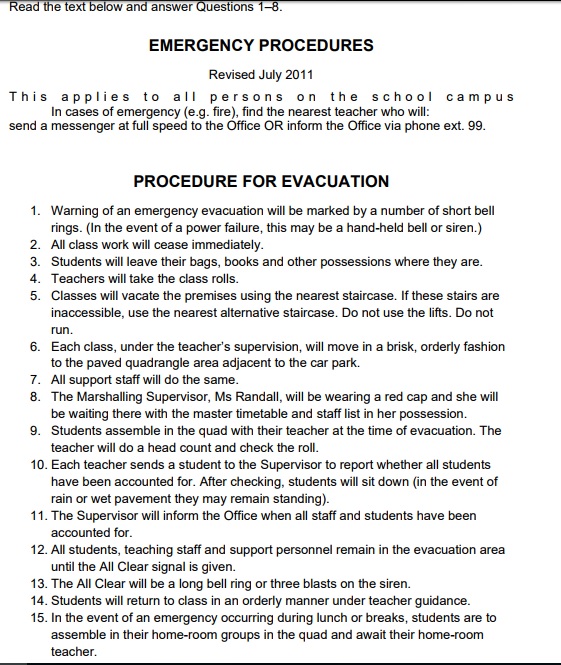 Read the text below and answer Questions 1–8.
EMERGENCY PROCEDURES
Revised July 2011
This applies to all persons on the school campus
In cases of emergency (e.g. fire), find the nearest teacher who will:
send a messenger at full speed to the Office OR inform the Office via phone ext. 99.
PROCEDURE FOR EVACUATION
1. Warning of an emergency evacuation will be marked by a number of short bell
rings. (In the event of a power failure, this may be a hand-held bell or siren.)
2. All class work will cease immediately.
3. Students will leave their bags, books and other possessions where they are.
4. Teachers will take the class rolls.
5. Classes will vacate the premises using the nearest staircase. If these stairs are
inaccessible, use the nearest alternative staircase. Do not use the lifts. Do not
run.
6. Each class, under the teacher's supervision, will move in a brisk, orderly fashion
to the paved quadrangle area adjacent to the car park.
7. All support staff will do the same.
8. The Marshalling Supervisor, Ms Randall, will be wearing a red cap and she will
be waiting there with the master timetable and staff list in her possession.
9. Students assemble in the quad with their teacher at the time of evacuation. The
teacher will do a head count and check the roll.
10. Each teacher sends a student to the Supervisor to report whether all students
have been accounted for. After checking, students will sit down (in the event of
rain or wet pavement they may remain standing).
11. The Supervisor will inform the Office when all staff and students have been
accounted for.
12. All students, teaching staff and support personnel remain in the evacuation area
until the All Clear signal is given.
13. The All Clear will be a long bell ring or three blasts on the siren.
14. Students will return to class in an orderly manner under teacher guidance.
15. In the event of an emergency occurring during lunch or breaks, students are to
assemble in their home-room groups in the quad and await their home-room
teacher.